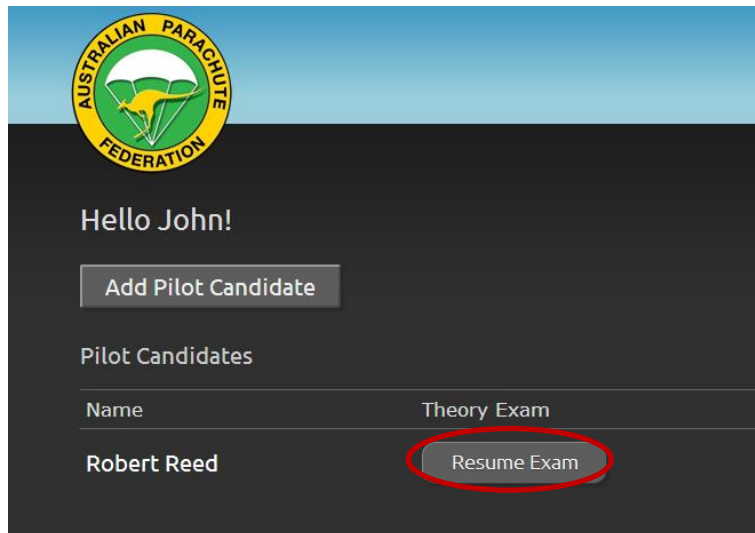 AUSTRALIAN PARACHUTE
FEDERATION
Hello John!
Add Pilot Candidate
Pilot Candidates
Name Theory Exam
Robert Reed Resume Exam